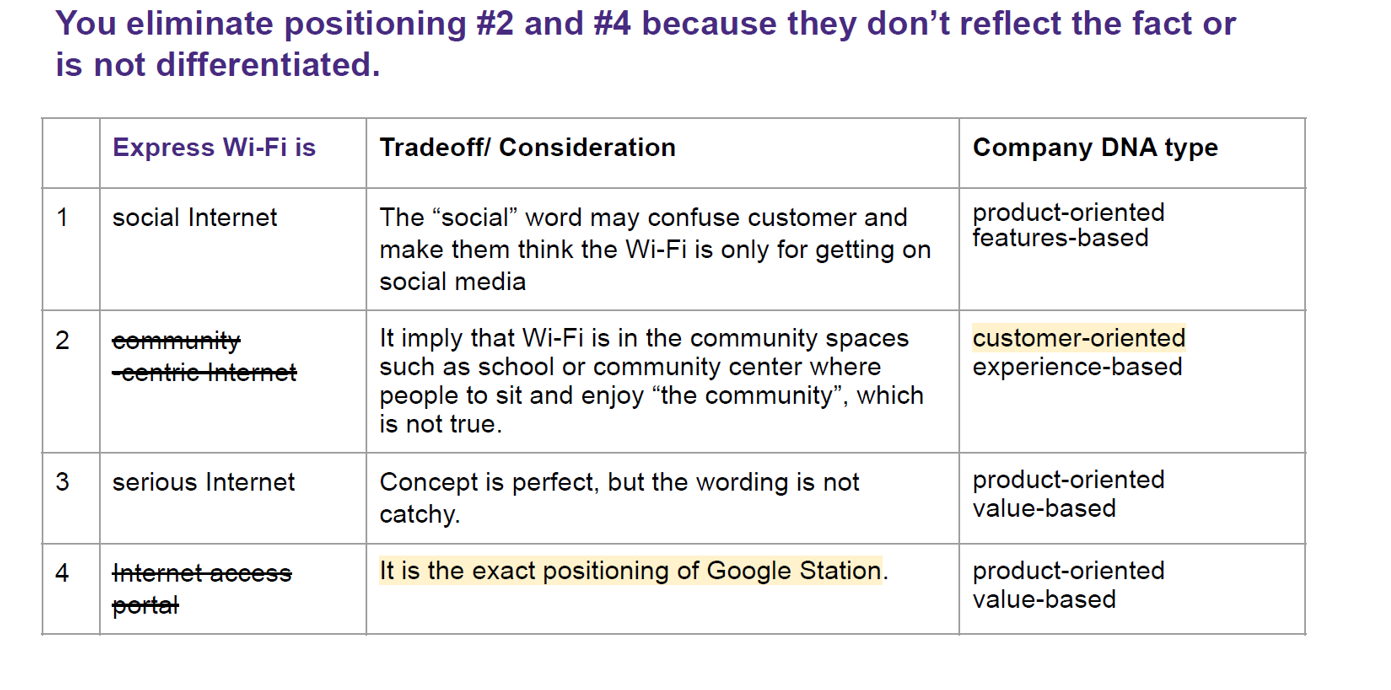 You eliminate positioning #2 and #4 because they don’t reflect the fact or
is not differentiated.
Express Wi-Fi is
Tradeoff/ Consideration
Company DNA type
1
social Internet
The “social” word may confuse customer and
make them think the Wi-Fi is only for getting on
social media
product-oriented
features-based
2
community
-centric Internet
It imply that Wi-Fi is in the community spaces
such as school or community center where
people to sit and enjoy “the community”, which
is not true.
customer-oriented
experience-based
3
serious Internet
Concept is perfect, but the wording is not
catchy.
product-oriented
value-based
4
Internet access
portal
It is the exact positioning of Google Station.
product-oriented
value-based